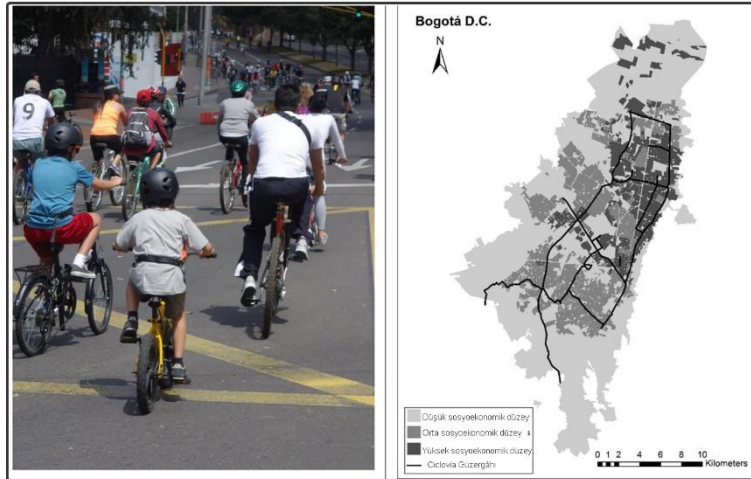 9
Bogotá D.C.
N
Düşük sosyoekonomik düzey
Orta sosyoekonomik düzey
Yüksek sosyoekonomik düzey
Ciclovia Güzergâhı
0 1 2 4 6 8 10
Kilometers